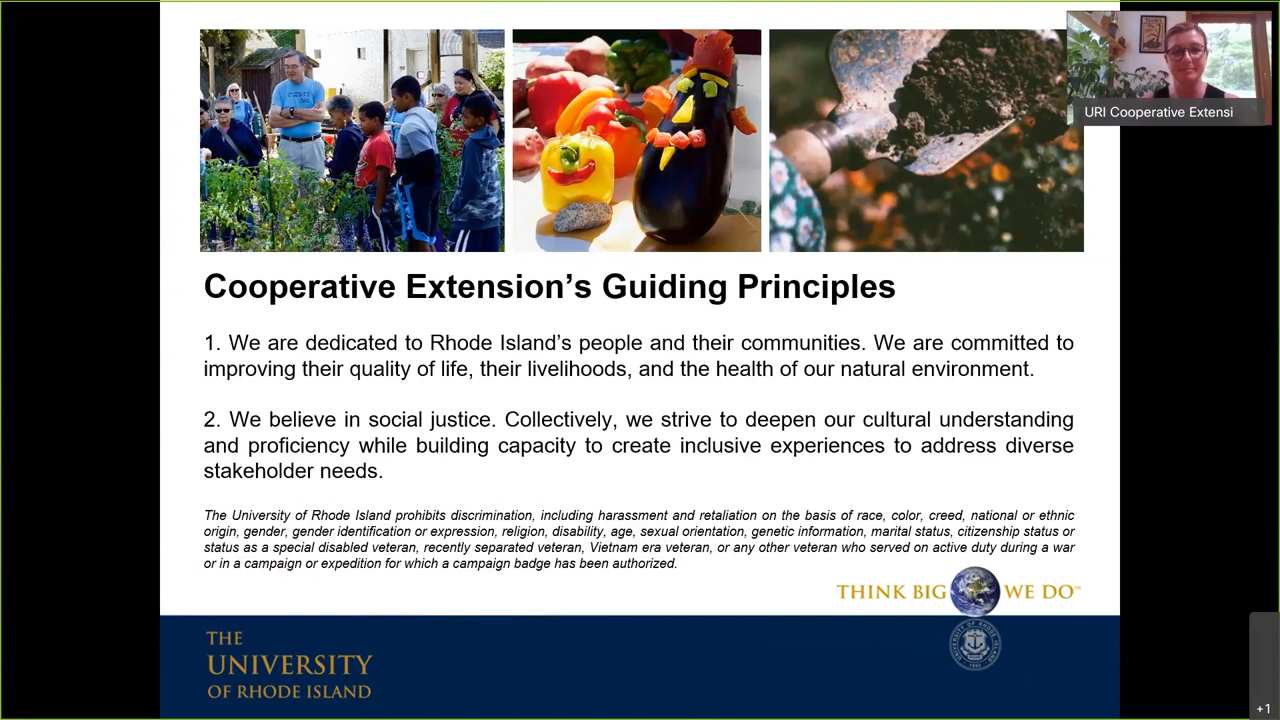 URI Cooperative Extensi
Cooperative Extension’s Guiding Principles
1. We are dedicated to Rhode Island’s people and their communities. We are committed to
improving their quality of life, their livelihoods, and the health of our natural environment.
2. We believe in social justice. Collectively, we strive to deepen our cultural understanding
and proficiency while building capacity to create inclusive experiences to address diverse
stakeholder needs.
The University of Rhode Island prohibits discrimination, including harassment and retaliation on the basis of race, color, creed, national or ethnic
origin, gender, gender identification or expression, religion, disability, age, sexual orientation, genetic information, marital status, citizenship status or
status as a special disabled veteran, recently separated veteran, Vietnam era veteran, or any other veteran who served on active duty during a war
or in a campaign or expedition for which a campaign badge has been authorized.
THINK BIG WE DO
THE
UNIVERSITY
OF RHODE ISLAND
UNIVERSITY OF RHODE ISLAND
+1